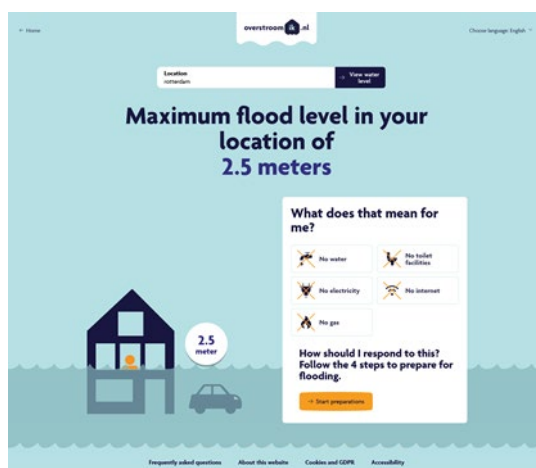 ← Home
overstroom ik .nl
Choose language: English
Location
rotterdam
→ View water
level
Maximum flood level in your
location of
2.5 meters
What does that mean for
me?
No water
No toilet
facilities
No electricity
No internet
No gas
2.5
meter
How should I respond to this?
Follow the 4 steps to prepare for
flooding.
→ Start preparations
Frequently asked questions About this website Cookies and GDPR Accessibility